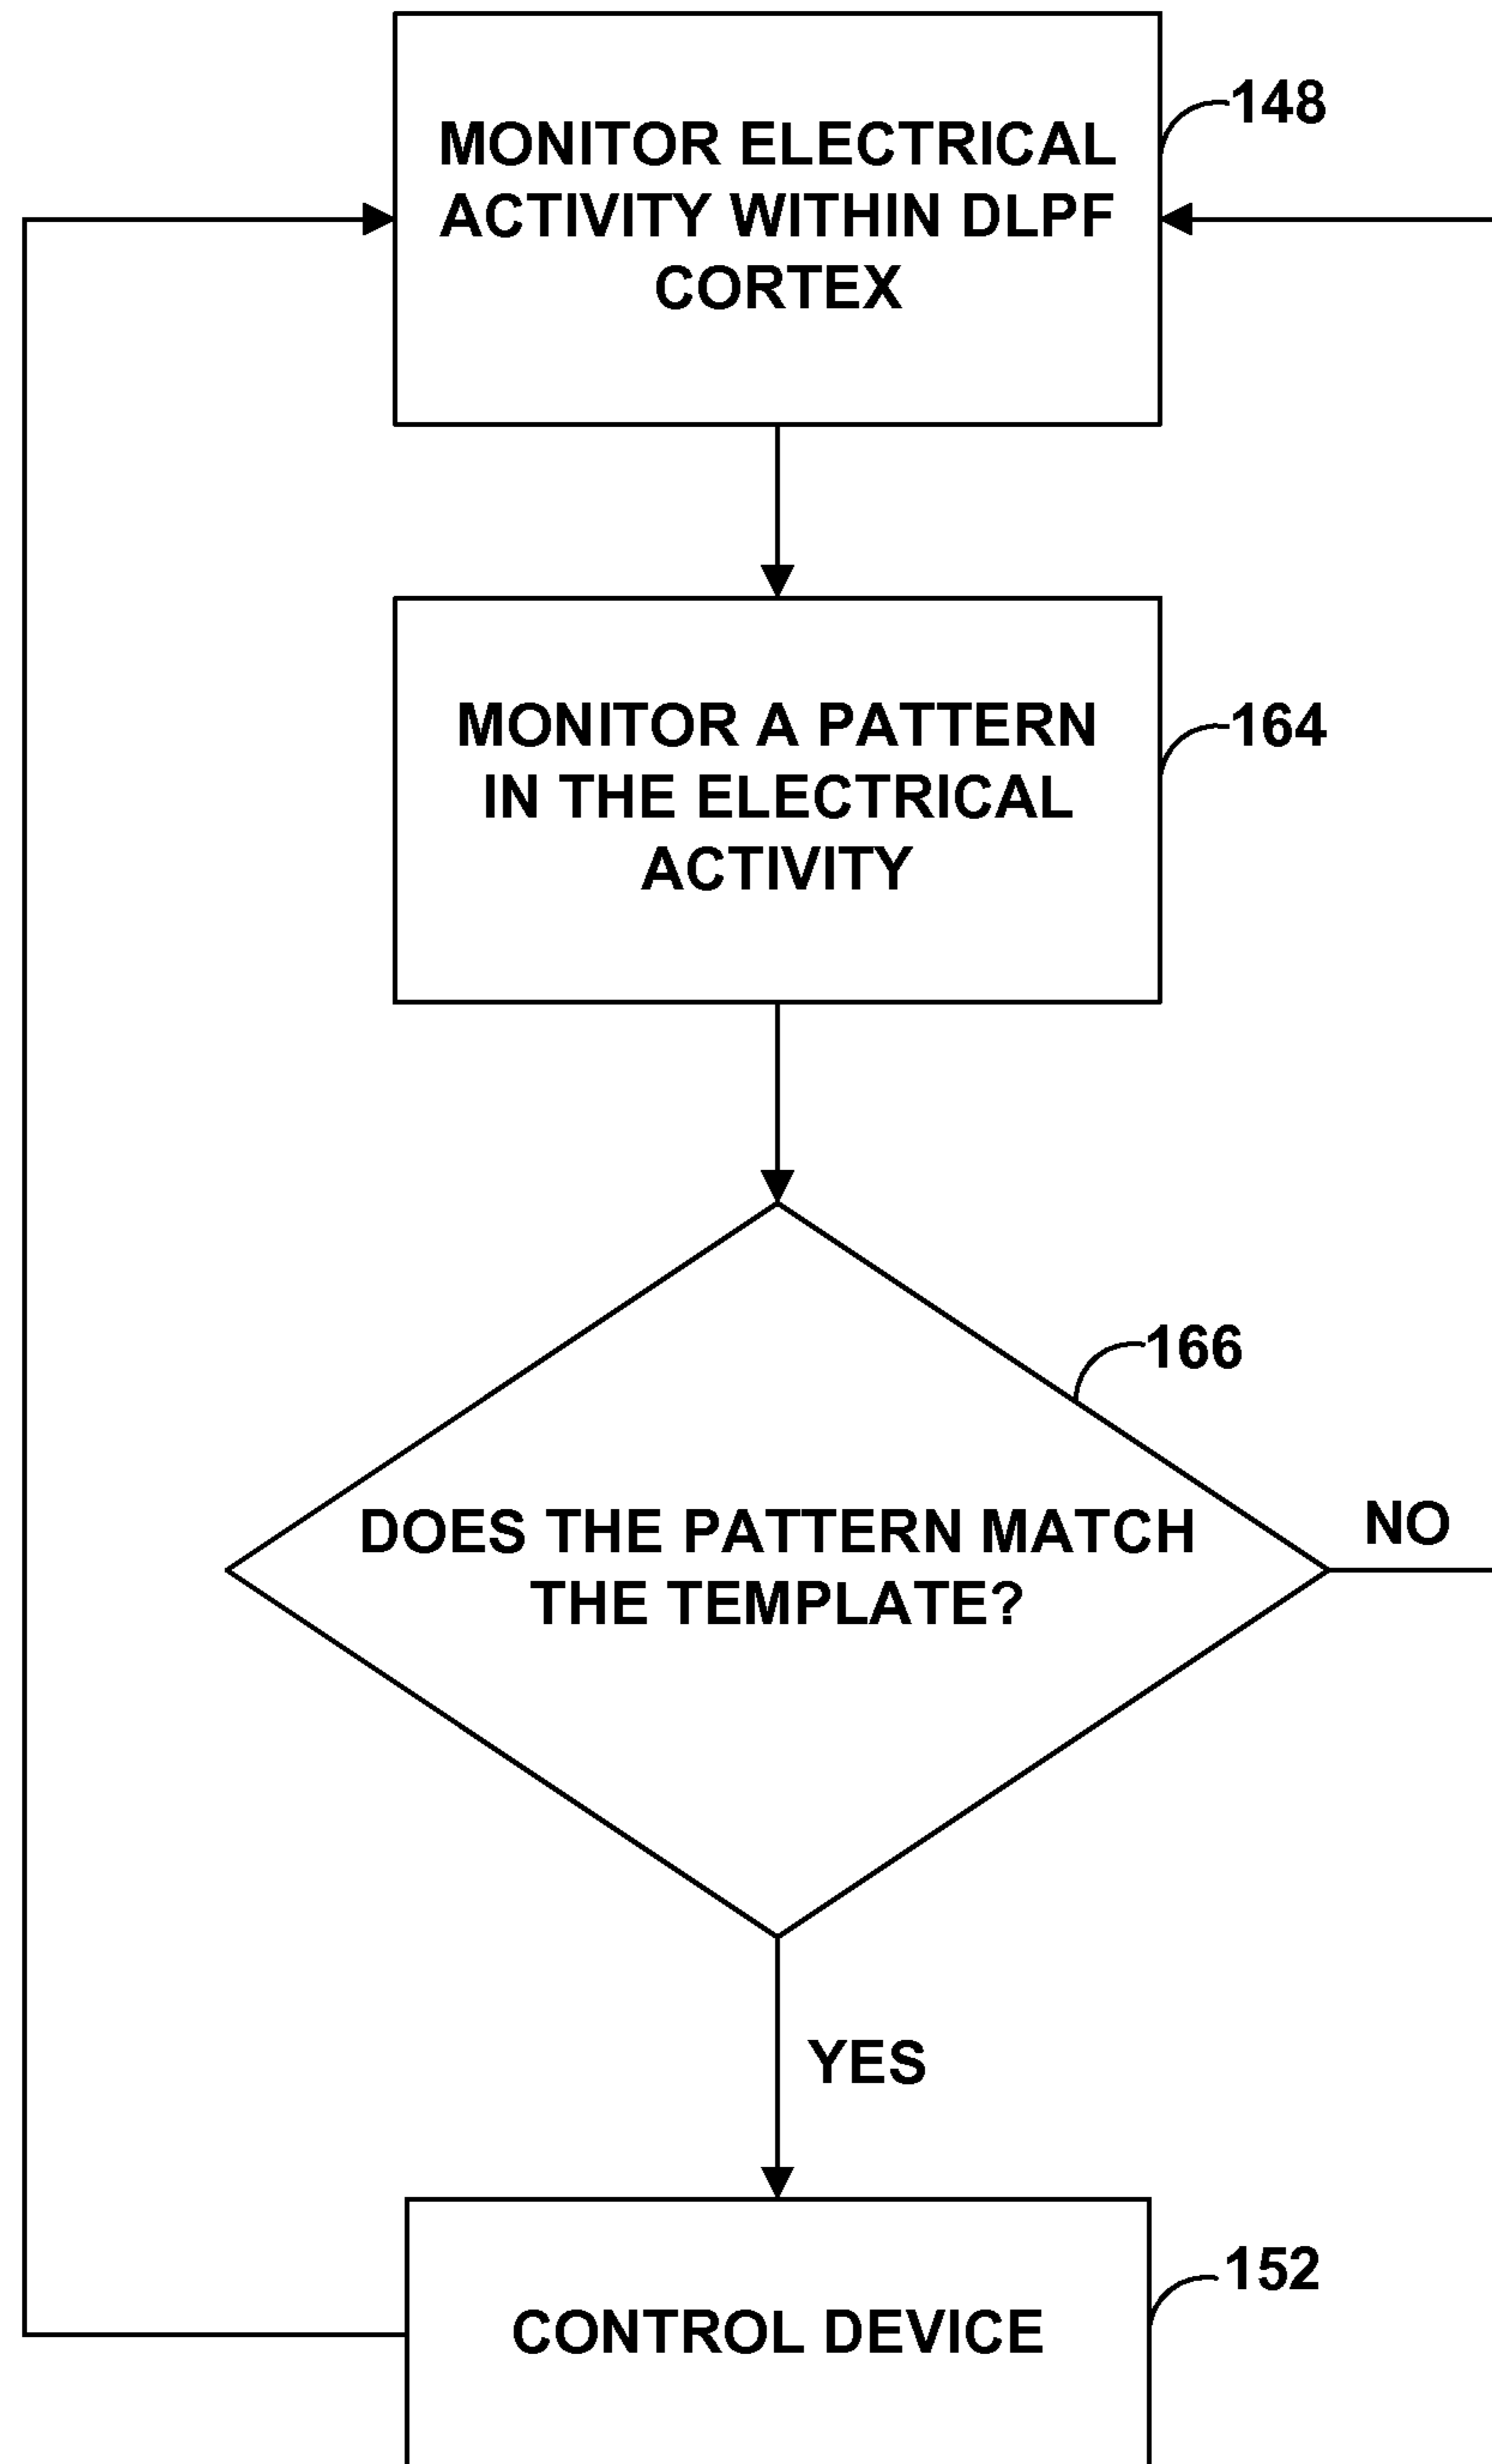 MONITOR ELECTRICAL
ACTIVITY WITHIN DLPF
CORTEX
148
MONITOR A PATTERN
IN THE ELECTRICAL
ACTIVITY
164
166
DOES THE PATTERN MATCH
THE TEMPLATE?
NO
YES
152
CONTROL DEVICE